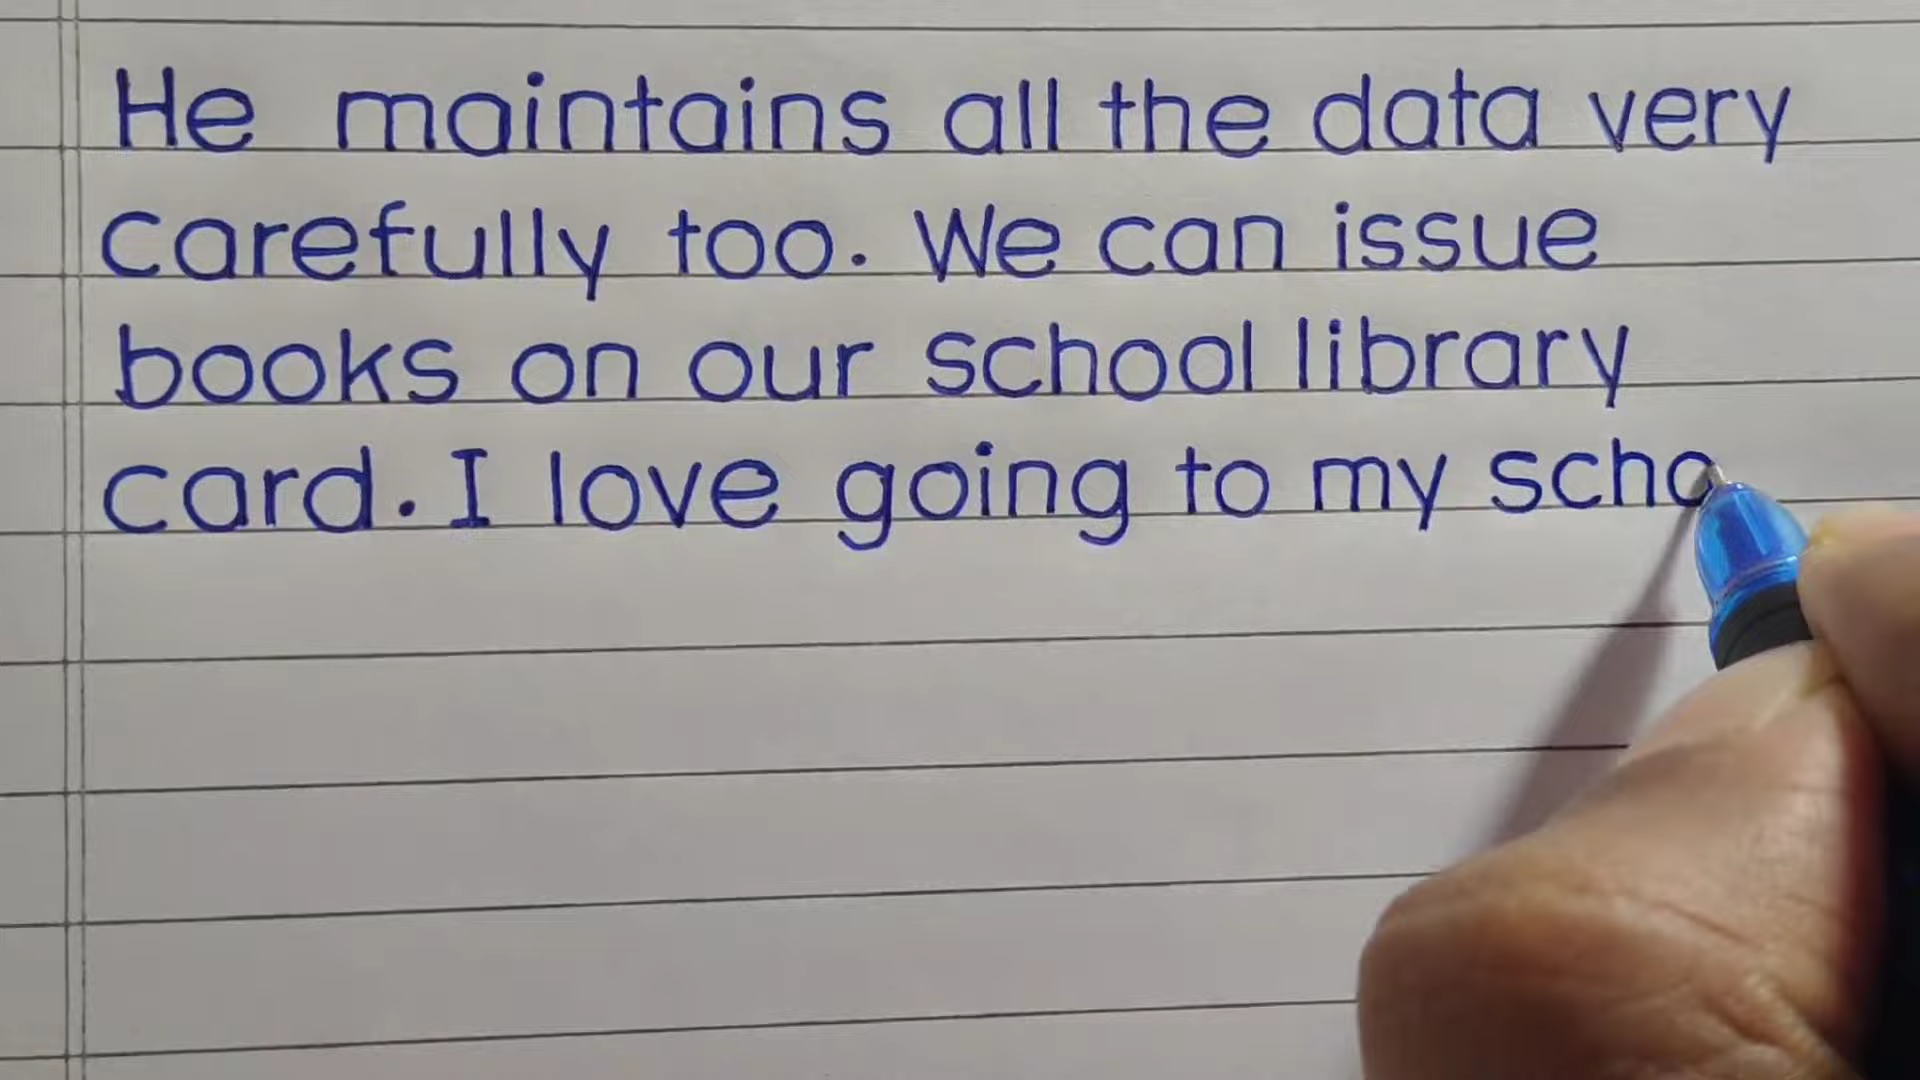 He maintains all the data very
carefully too. We can issue
books on our school library
card. I love going to my scho